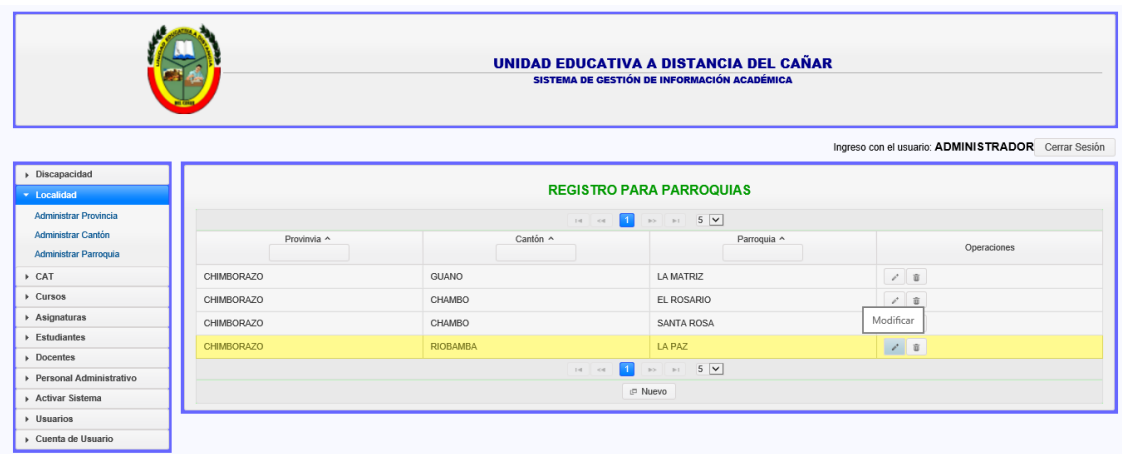 UNIDAD EDUCATIVA A DISTANCIA DEL CAÑAR
SISTEMA DE GESTIÓN DE INFORMACIÓN ACADÉMICA
Ingreso con el usuario: ADMINISTRADOR Cerrar Sesión
Discapacidad
Localidad
Administrar Provincia
Administrar Cantón
Administrar Parroquia
CAT
Cursos
Asignaturas
Estudiantes
Docentes
Personal Administrativo
Activar Sistema
Usuarios
Cuenta de Usuario
REGISTRO PARA PARROQUIAS
1 5
Provinvia Cantón Parroquia Operaciones
CHIMBORAZO GUANO LA MATRIZ
CHIMBORAZO CHAMBO EL ROSARIO
CHIMBORAZO CHAMBO SANTA ROSA
Modificar
CHIMBORAZO RIOBAMBA LA PAZ
1 5
Nuevo